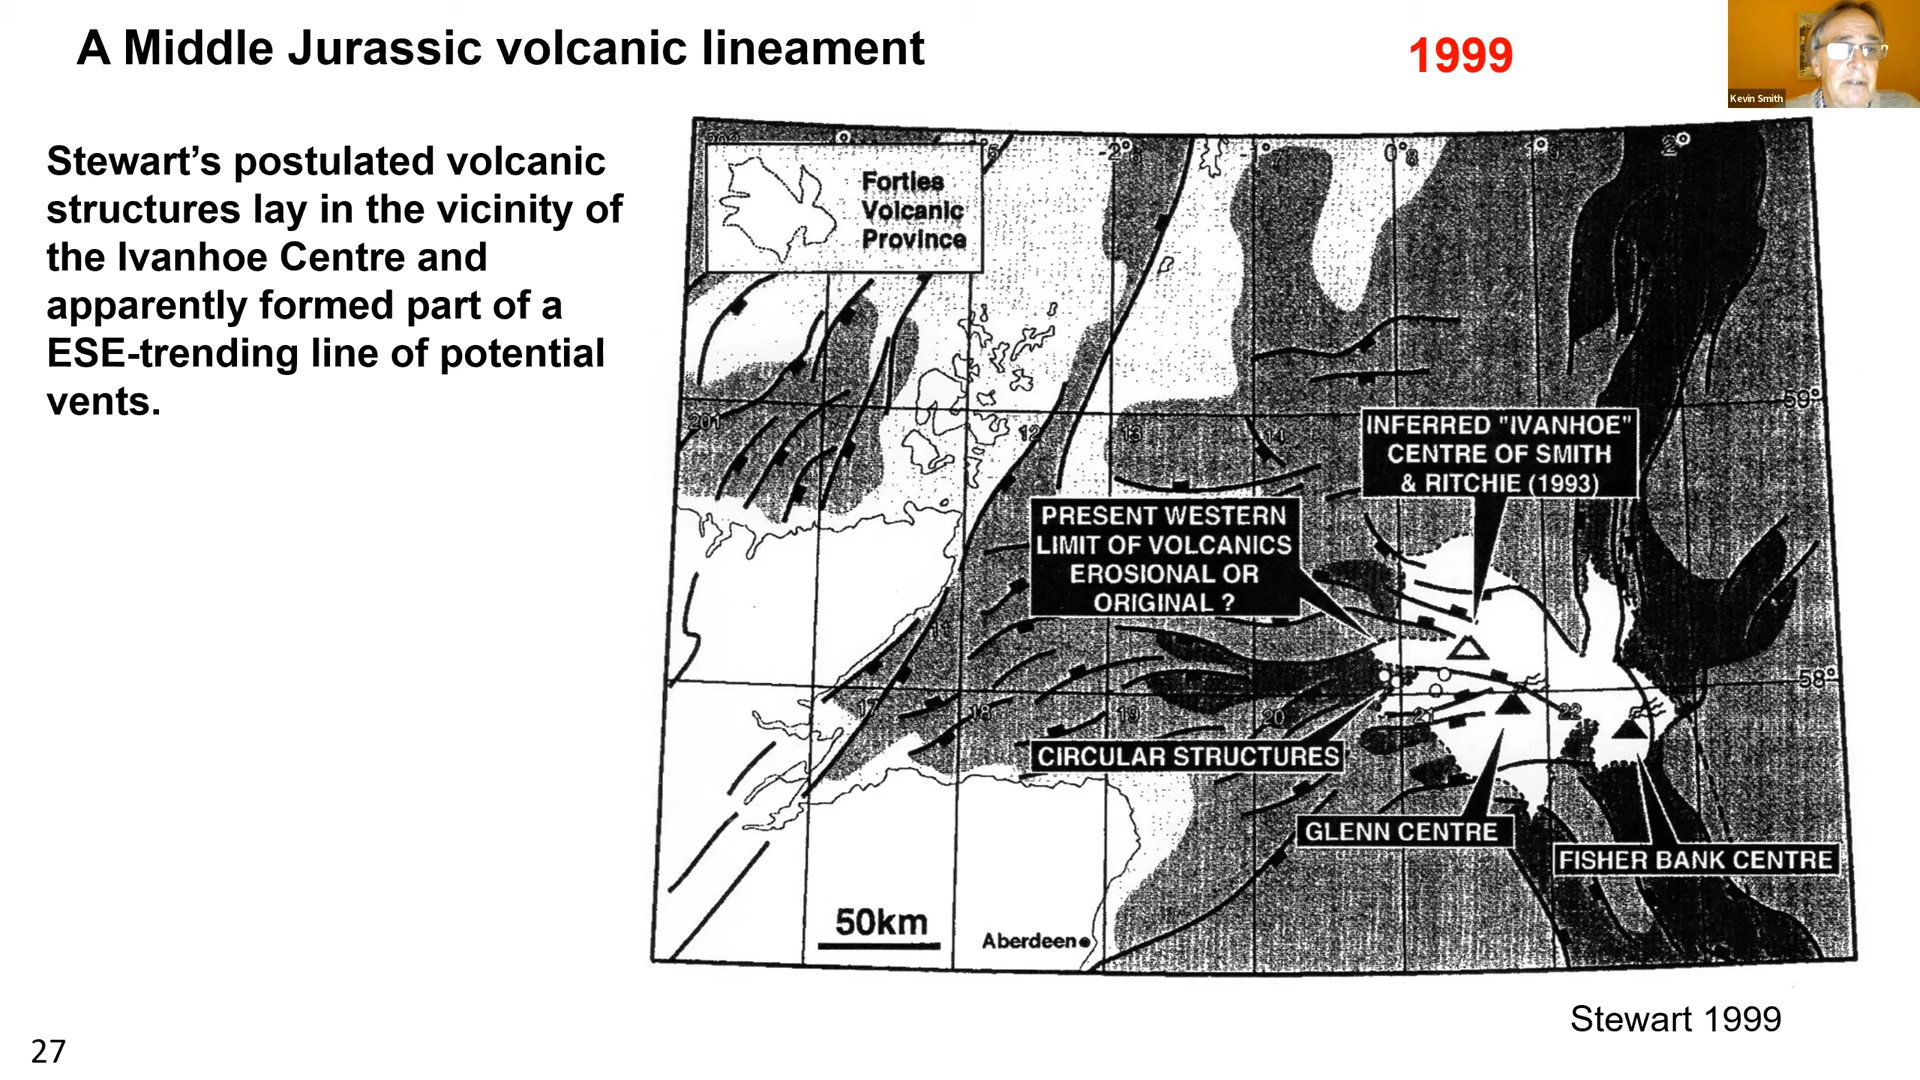 A Middle Jurassic volcanic lineament
1999
Kevin Smith
Stewart's postulated volcanic
structures lay in the vicinity of
the Ivanhoe Centre and
apparently formed part of a
ESE-trending line of potential
vents.
Forties
Volcanic
Province
-2°
0°
2°
59°
201
12
13
14
INFERRED "IVANHOE"
CENTRE OF SMITH
& RITCHIE (1993)
PRESENT WESTERN
LIMIT OF VOLCANICS
EROSIONAL OR
ORIGINAL ?
58°
17
18
19
20
21
22
CIRCULAR STRUCTURES
GLENN CENTRE
FISHER BANK CENTRE
50km
Aberdeen
Stewart 1999
27